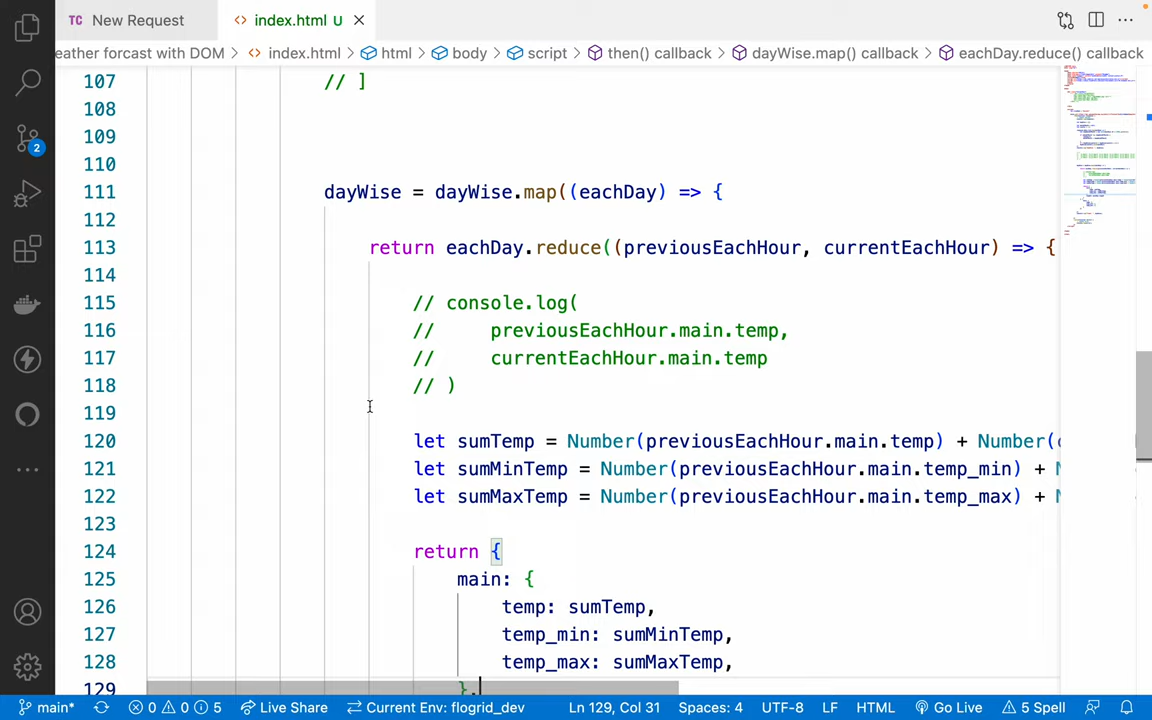 TC New Request <> index.html U ×
eather forcast with DOM > <> index.html > html > body > script > then() callback > dayWise.map() callback > eachDay.reduce() callback
107 // ]
108
109
110
111 dayWise = dayWise.map((eachDay) => {
112
113 return eachDay.reduce((previousEachHour, currentEachHour) => {
114
115 // console.log(
116 // previousEachHour.main.temp,
117 // currentEachHour.main.temp
118 // )
119
120 let sumTemp = Number(previousEachHour.main.temp) + Number(
121 let sumMinTemp = Number(previousEachHour.main.temp_min) +
122 let sumMaxTemp = Number(previousEachHour.main.temp_max) +
123
124 return {
125 main: {
126 temp: sumTemp,
127 temp_min: sumMinTemp,
128 temp_max: sumMaxTemp,
129 },
2
main* 0 0 5 Live Share Current Env: flogrid_dev Ln 129, Col 31 Spaces: 4 UTF-8 LF HTML Go Live 5 Spell